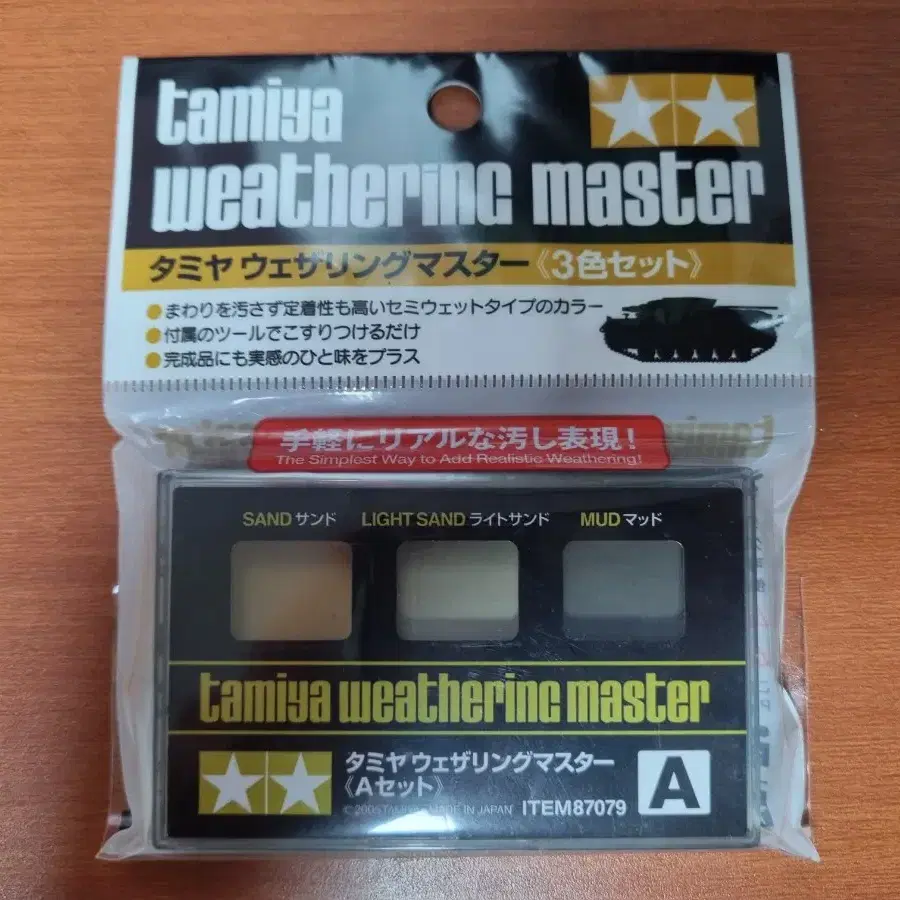 tamiya
weathering master
タミヤ ウェザリングマスター《3色セット》
●まわりを汚さず定着性も高いセミウェットタイプのカラー
●付属のツールでこすりつけるだけ
●完成品にも実感のひと味をプラス
手軽にリアルな汚し表現!
The Simplest Way to Add Realistic Weathering!
SAND サンド LIGHT SAND ライトサンド MUD マッド
tamiya weathering master
タミヤ ウェザリングマスター
《Aセット》
A
© 2005 TAMIYA MADE IN JAPAN ITEM87079